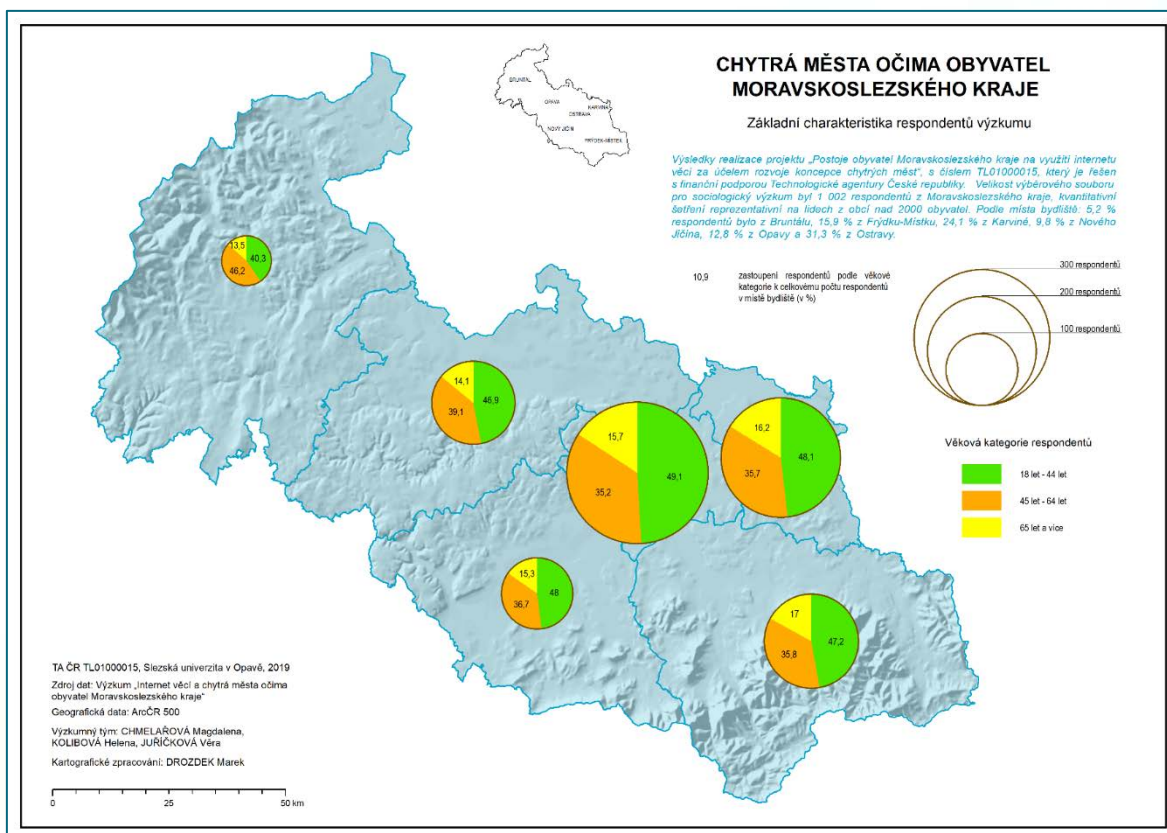 CHYTRÁ MĚSTA OČIMA OBYVATEL
MORAVSKOSLEZSKÉHO KRAJE
Základní charakteristika respondentů výzkumu
Výsledky realizace projektu „Postoje obyvatel Moravskoslezského kraje na využití internetu
věcí za účelem rozvoje koncepce chytrých měst“, s číslem TL01000015, který je řešen
s finanční podporou Technologické agentury České republiky. Velikost výběrového souboru
pro sociologický výzkum byl 1 002 respondentů z Moravskoslezského kraje, kvantitativní
šetření reprezentativní na lidech z obcí nad 2000 obyvatel. Podle místa bydliště: 5,2 %
respondentů bylo z Bruntálu, 15,9 % z Frýdku-Místku, 24,1 % z Karviné, 9,8 % z Nového
Jičína, 12,8 % z Opavy a 31,3 % z Ostravy.
BRUNTÁL
OPAVA
KARVINÁ
OSTRAVA
NOVÝ JIČÍN
FRÝDEK-MÍSTEK
10,9
zastoupení respondentů podle věkové
kategorie k celkovému počtu respondentů
v místě bydliště (v %)
300 respondentů
200 respondentů
100 respondentů
Věková kategorie respondentů
18 let - 44 let
45 let - 64 let
65 let a více
13,5
40,3
46,2
14,1
46,9
39,1
15,7
49,1
35,2
16,2
48,1
35,7
15,3
48
36,7
17
47,2
35,8
TA ČR TL01000015, Slezská univerzita v Opavě, 2019
Zdroj dat: Výzkum „Internet věcí a chytrá města očima
obyvatel Moravskoslezského kraje“
Geografická data: ArcČR 500
Výzkumný tým: CHMELAŘOVÁ Magdalena,
KOLIBOVÁ Helena, JUŘÍČKOVÁ Věra
Kartografické zpracování: DROZDEK Marek
0 25 50 km